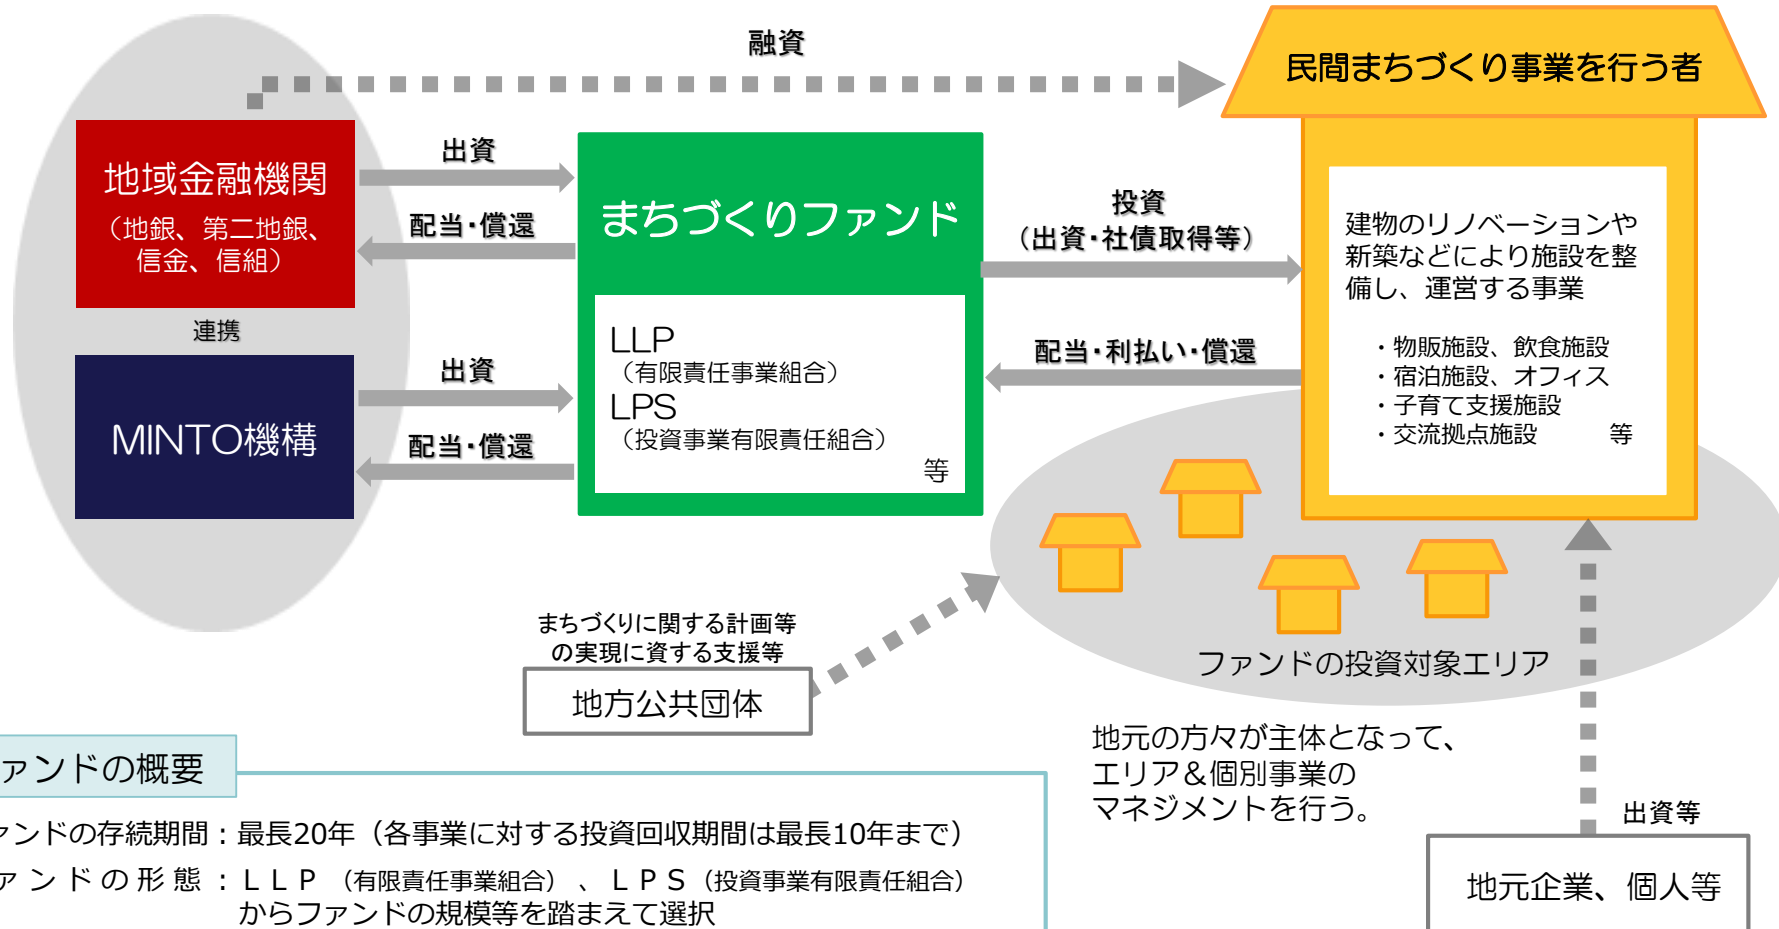 融資
民間まちづくり事業を行う者
地域金融機関
（地銀、第二地銀、
信金、信組）
連携
MINTO機構
出資
配当・償還
出資
配当・償還
まちづくりファンド
LLP
（有限責任事業組合）
LPS
（投資事業有限責任組合）
等
投資
（出資・社債取得等）
配当・利払い・償還
建物のリノベーションや
新築などにより施設を整
備し、運営する事業
・物販施設、飲食施設
・宿泊施設、オフィス
・子育て支援施設
・交流拠点施設　　　等
ファンドの投資対象エリア
まちづくりに関する計画等
の実現に資する支援等
地方公共団体
地元の方々が主体となって、
エリア＆個別事業の
マネジメントを行う。
出資等
地元企業、個人等
ァンドの概要
ァンドの存続期間：最長20年（各事業に対する投資回収期間は最長10年まで）
ァンドの形態：ＬＬＰ（有限責任事業組合）、ＬＰＳ（投資事業有限責任組合）
からファンドの規模等を踏まえて選択